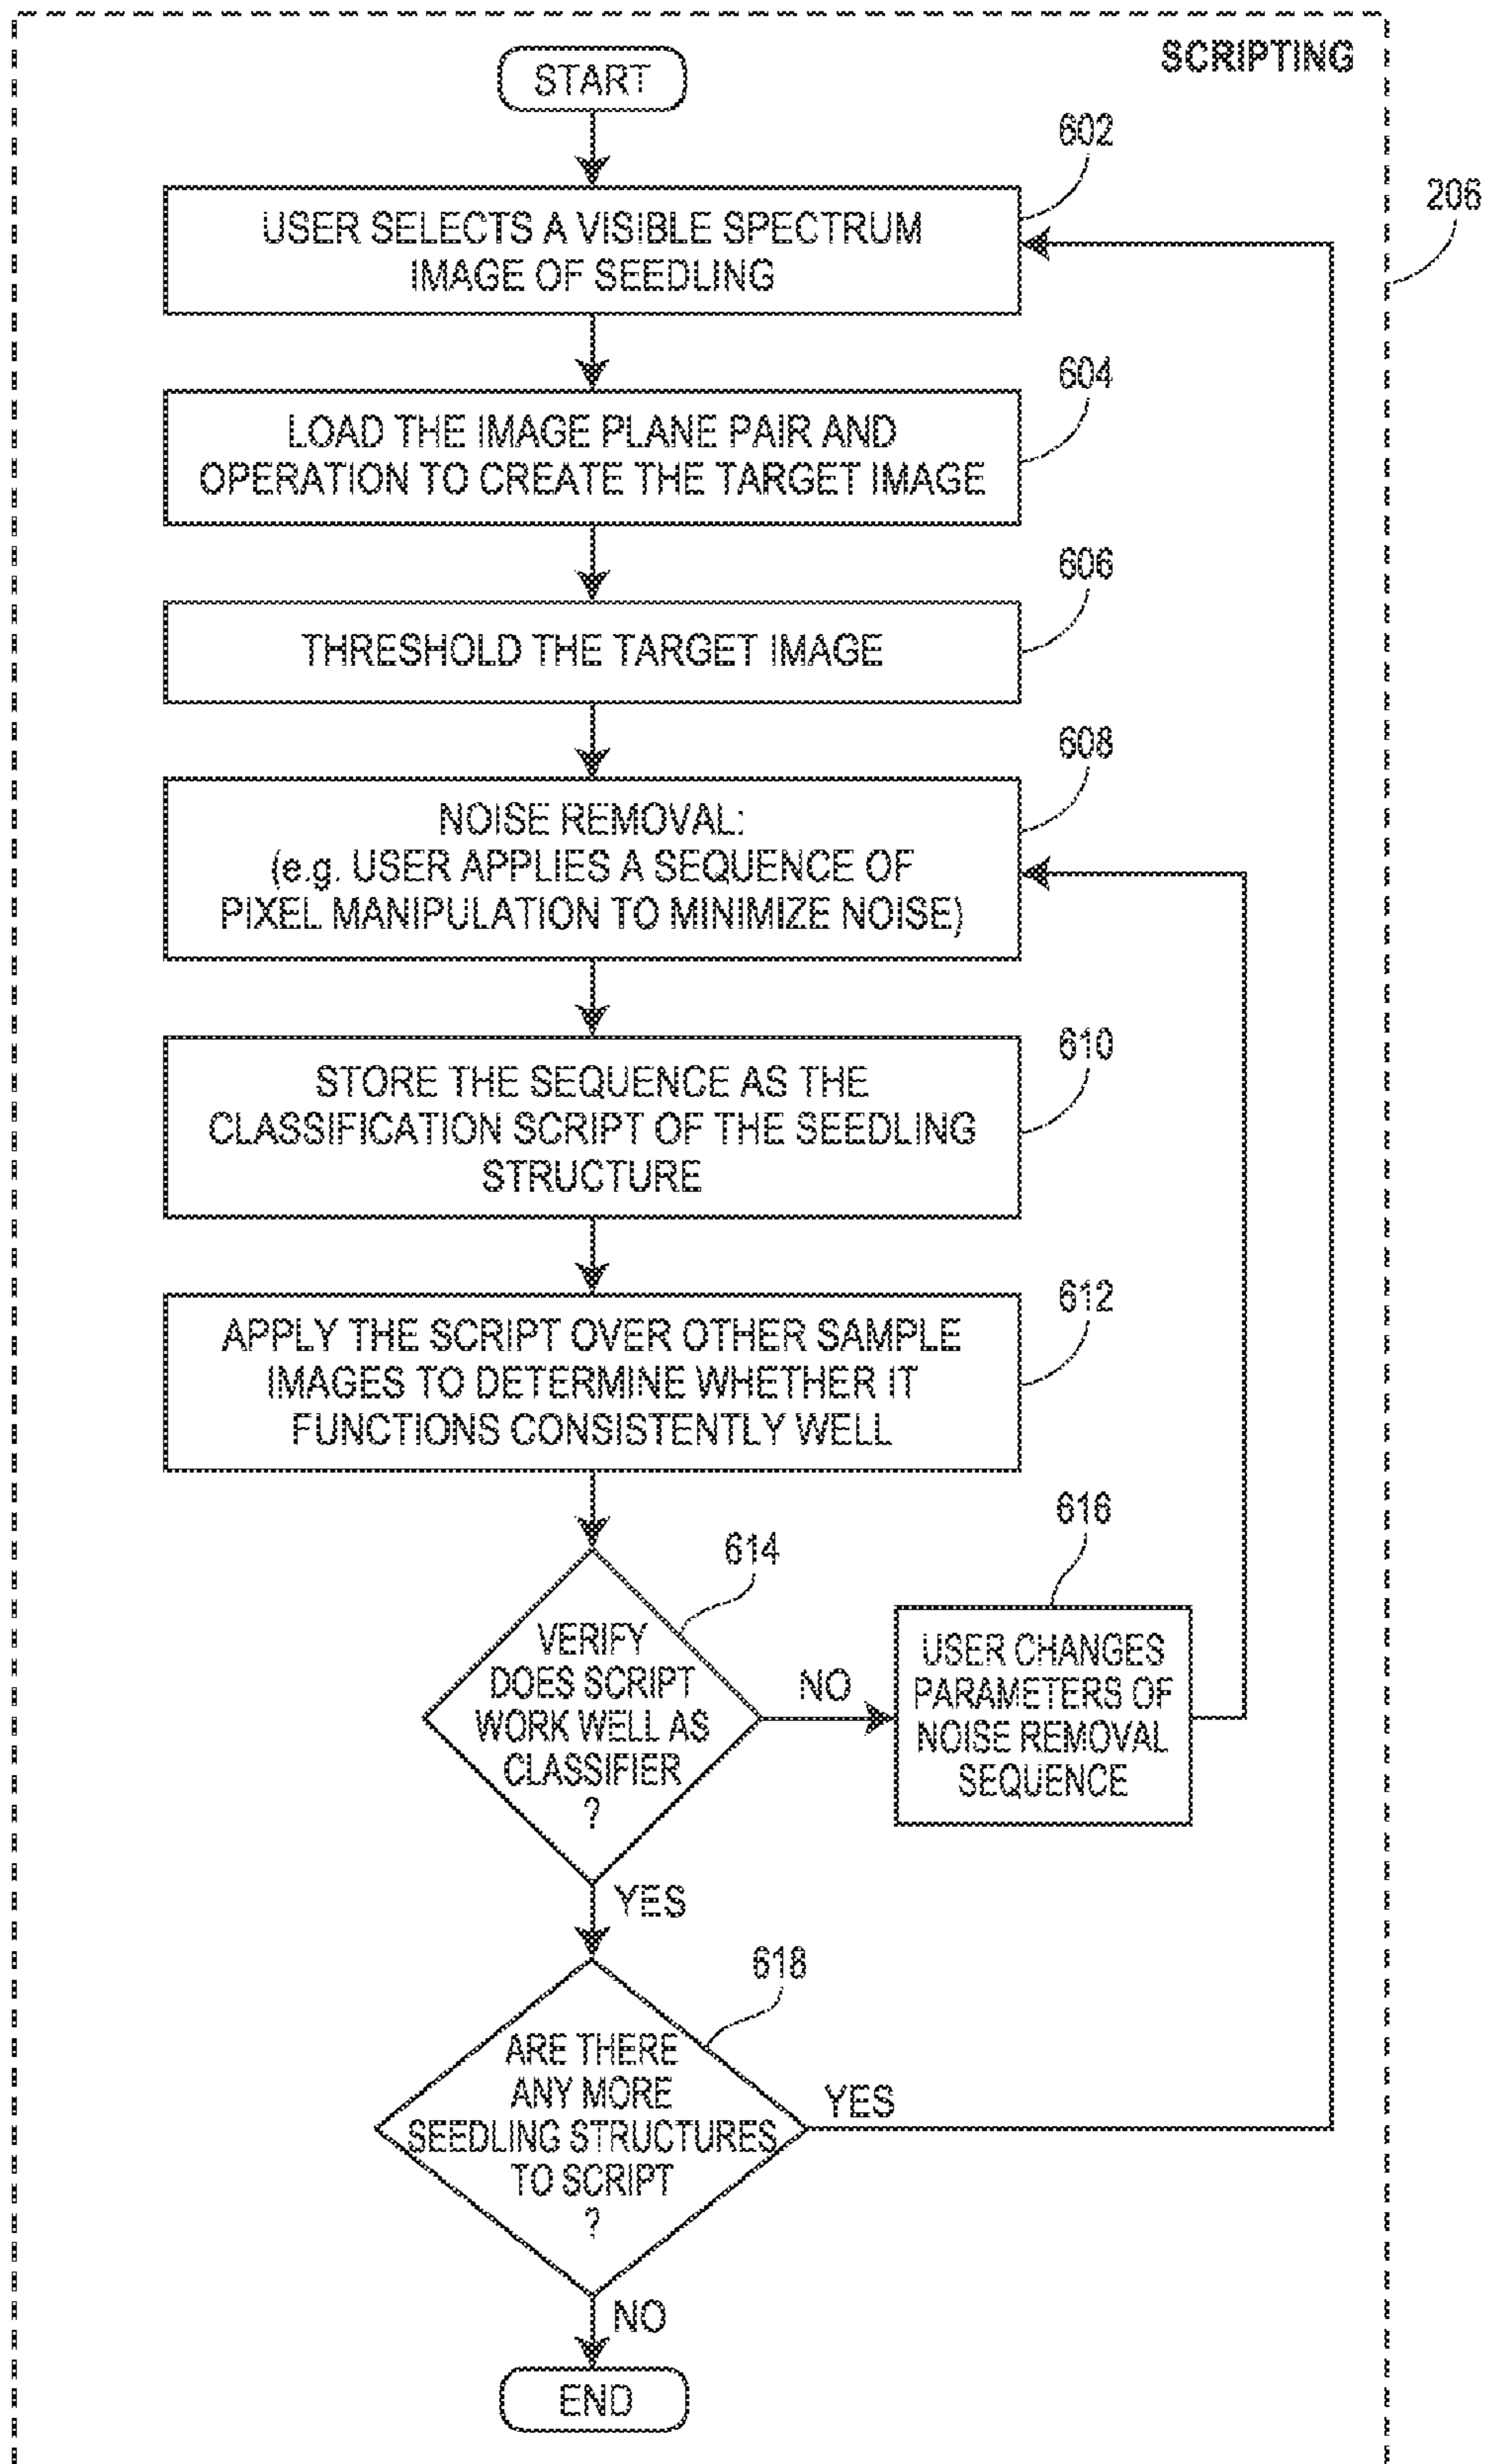 SCRIPTING
206
START
602
USER SELECTS A VISIBLE SPECTRUM
IMAGE OF SEEDLING
604
LOAD THE IMAGE PLANE PAIR AND
OPERATION TO CREATE THE TARGET IMAGE
606
THRESHOLD THE TARGET IMAGE
608
NOISE REMOVAL:
(e.g. USER APPLIES A SEQUENCE OF
PIXEL MANIPULATION TO MINIMIZE NOISE)
610
STORE THE SEQUENCE AS THE
CLASSIFICATION SCRIPT OF THE SEEDLING
STRUCTURE
612
APPLY THE SCRIPT OVER OTHER SAMPLE
IMAGES TO DETERMINE WHETHER IT
FUNCTIONS CONSISTENTLY WELL
614
VERIFY
DOES SCRIPT
WORK WELL AS
CLASSIFIER
?
NO
616
USER CHANGES
PARAMETERS OF
NOISE REMOVAL
SEQUENCE
YES
618
ARE THERE
ANY MORE
SEEDLING STRUCTURES
TO SCRIPT
?
YES
NO
END